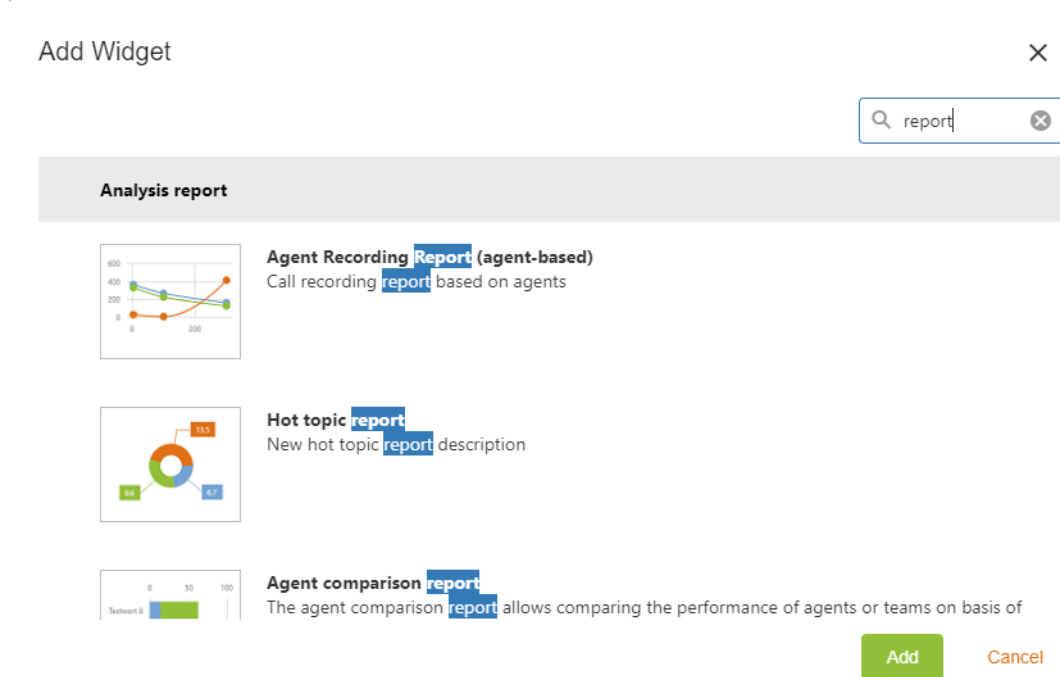 Add Widget
report
Analysis report
600
400
200
0
0
200
Agent Recording Report (agent-based)
Call recording report based on agents
13.5
9.6
6.7
Hot topic report
New hot topic report description
0 50 100
Testwort 8
Agent comparison report
The agent comparison report allows comparing the performance of agents or teams on basis of
Add Cancel